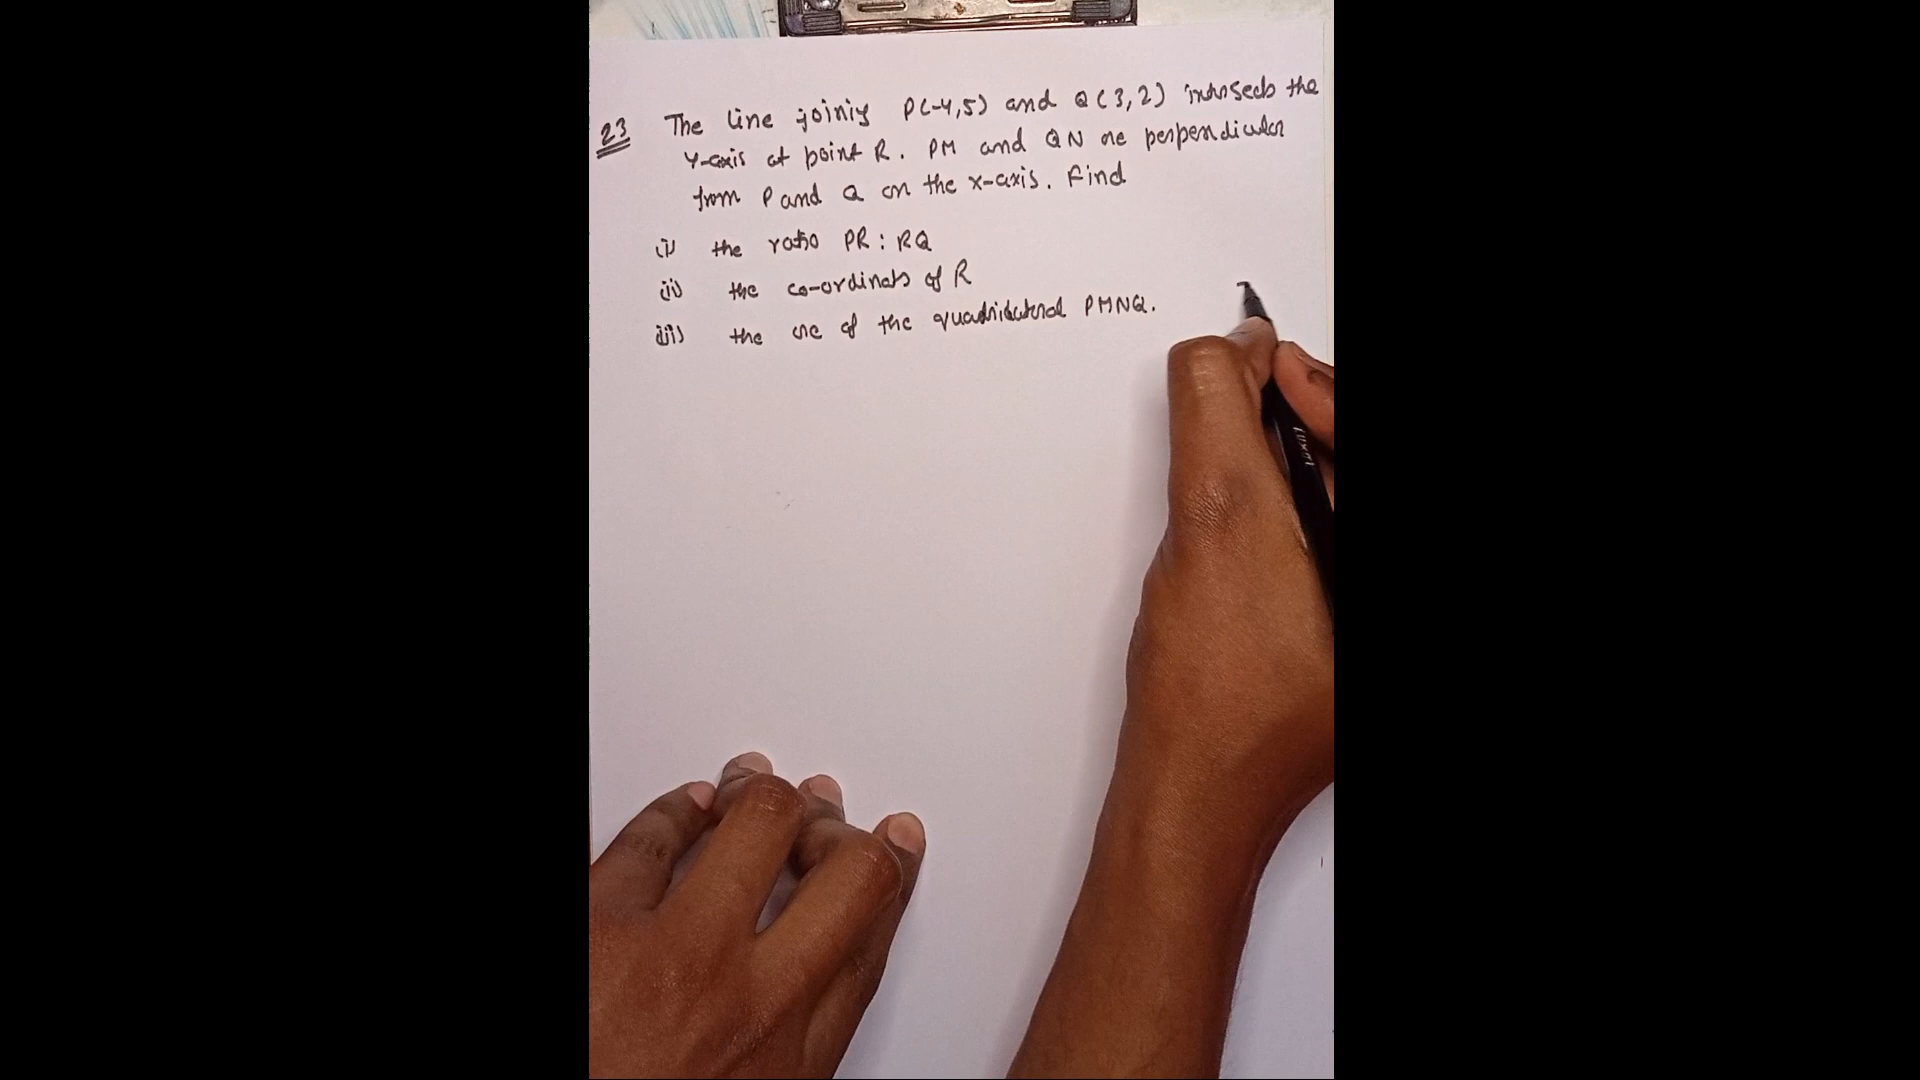 23 The line joining P(-4,5) and Q(3,2) intersects the
Y-axis at point R. PM and QN are perpendicular
from P and Q on the x-axis. Find
(i) the ratio PR : RQ
(ii) the co-ordinates of R
(iii) the are of the quadrilateral PMNQ.
LUXOR